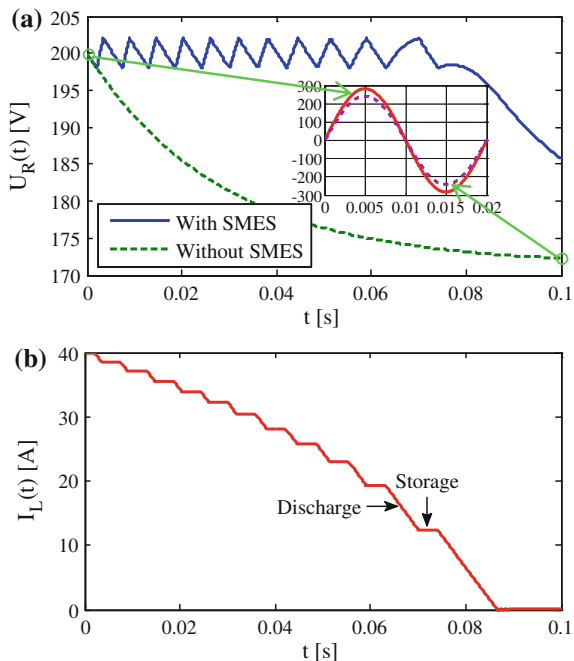 (a)
205
200
195
190
185
180
175
170
U_R(t) [V]
300
200
100
0
-100
-200
-300
0 0.005 0.01 0.015 0.02
With SMES
Without SMES
0 0.02 0.04 0.06 0.08 0.1
t [s]
(b)
40
30
20
10
0
I_L(t) [A]
Storage
Discharge
0 0.02 0.04 0.06 0.08 0.1
t [s]